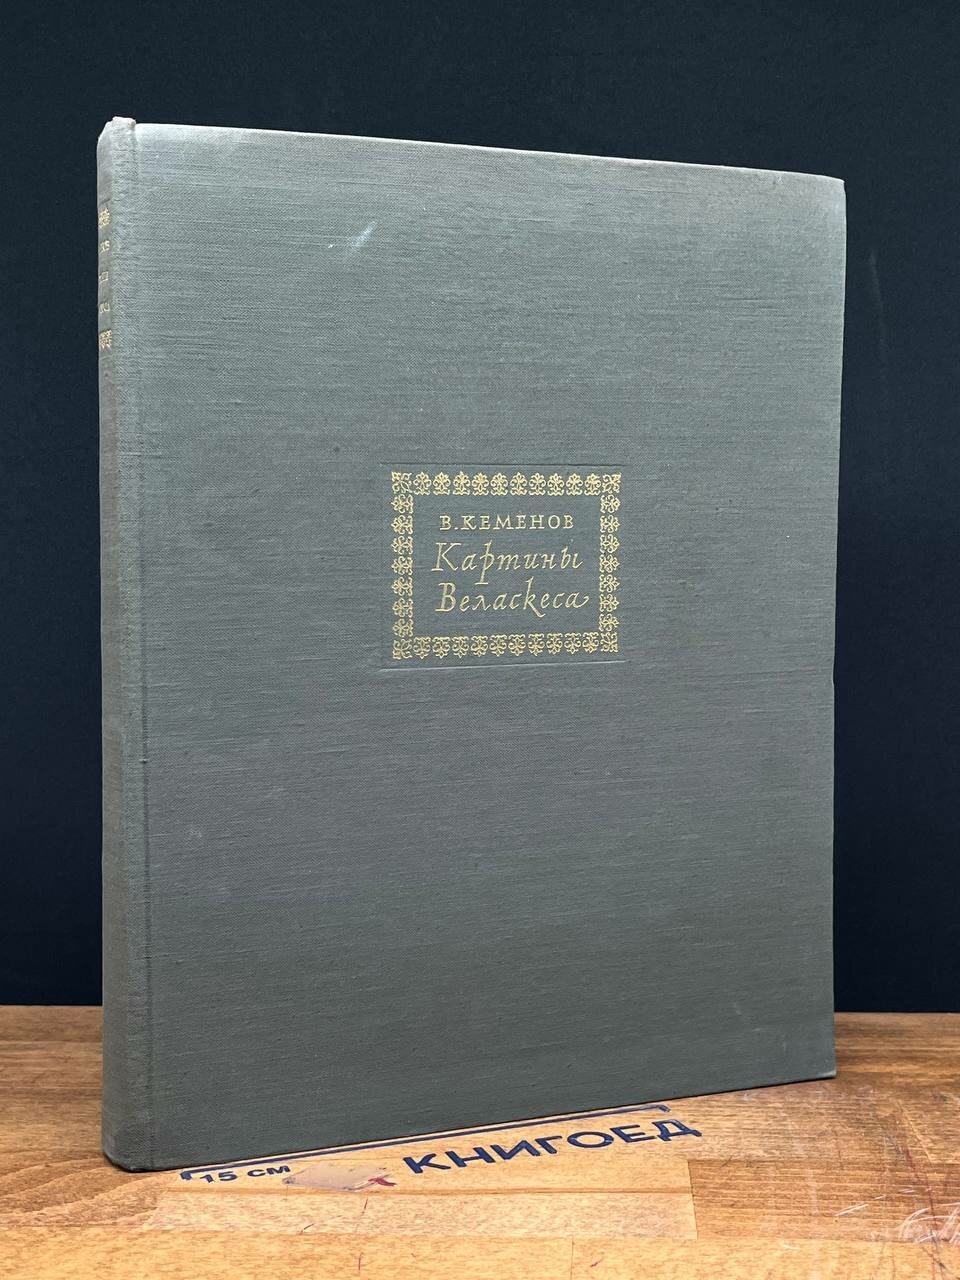 В. КЕМЕНОВ
Картины
Веласкеса
15 см
КНИГОЕД